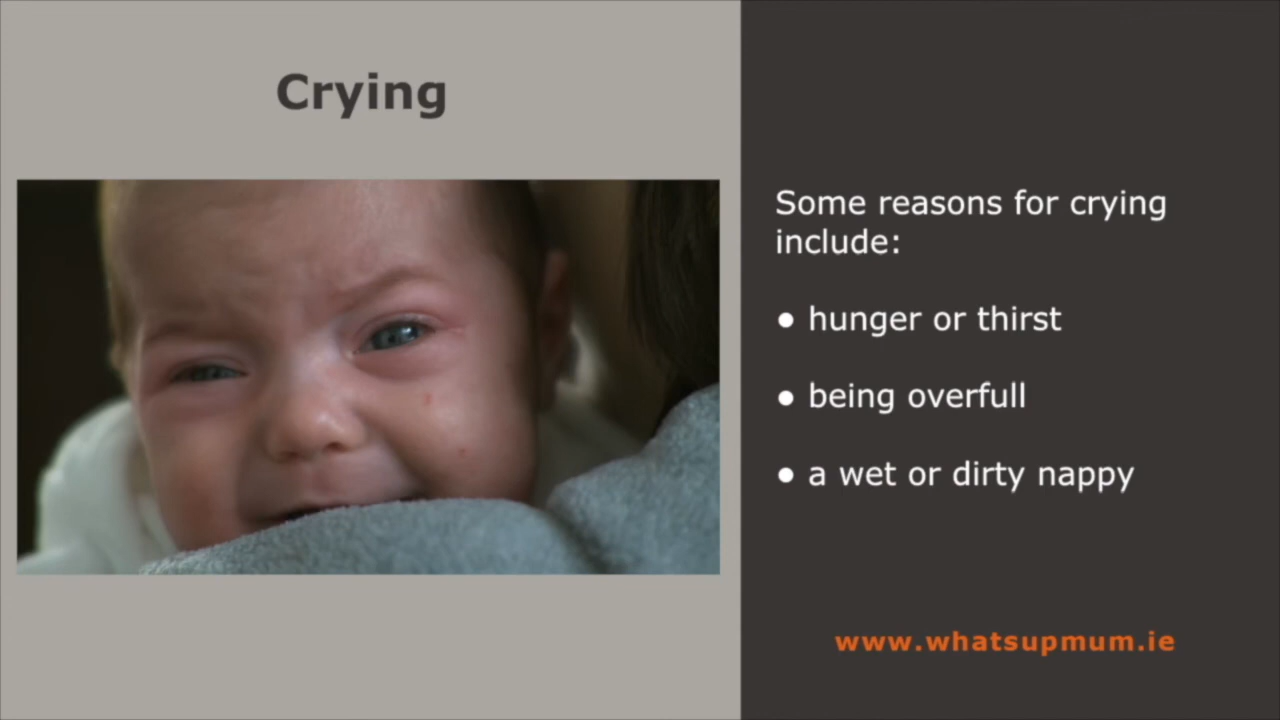 Crying
Some reasons for crying
include:
● hunger or thirst
● being overfull
● a wet or dirty nappy
www.whatsupmum.ie